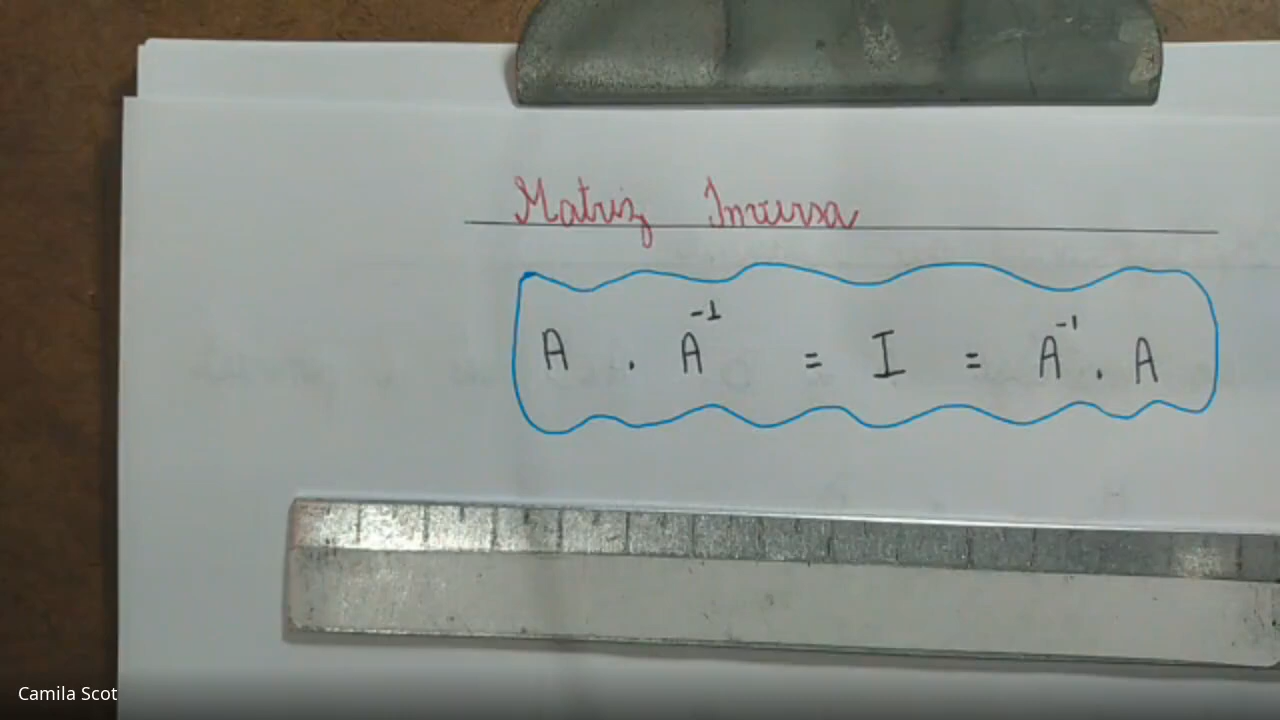 Matriz Inversa
A . A⁻¹ = I = A⁻¹ . A
Camila Scot